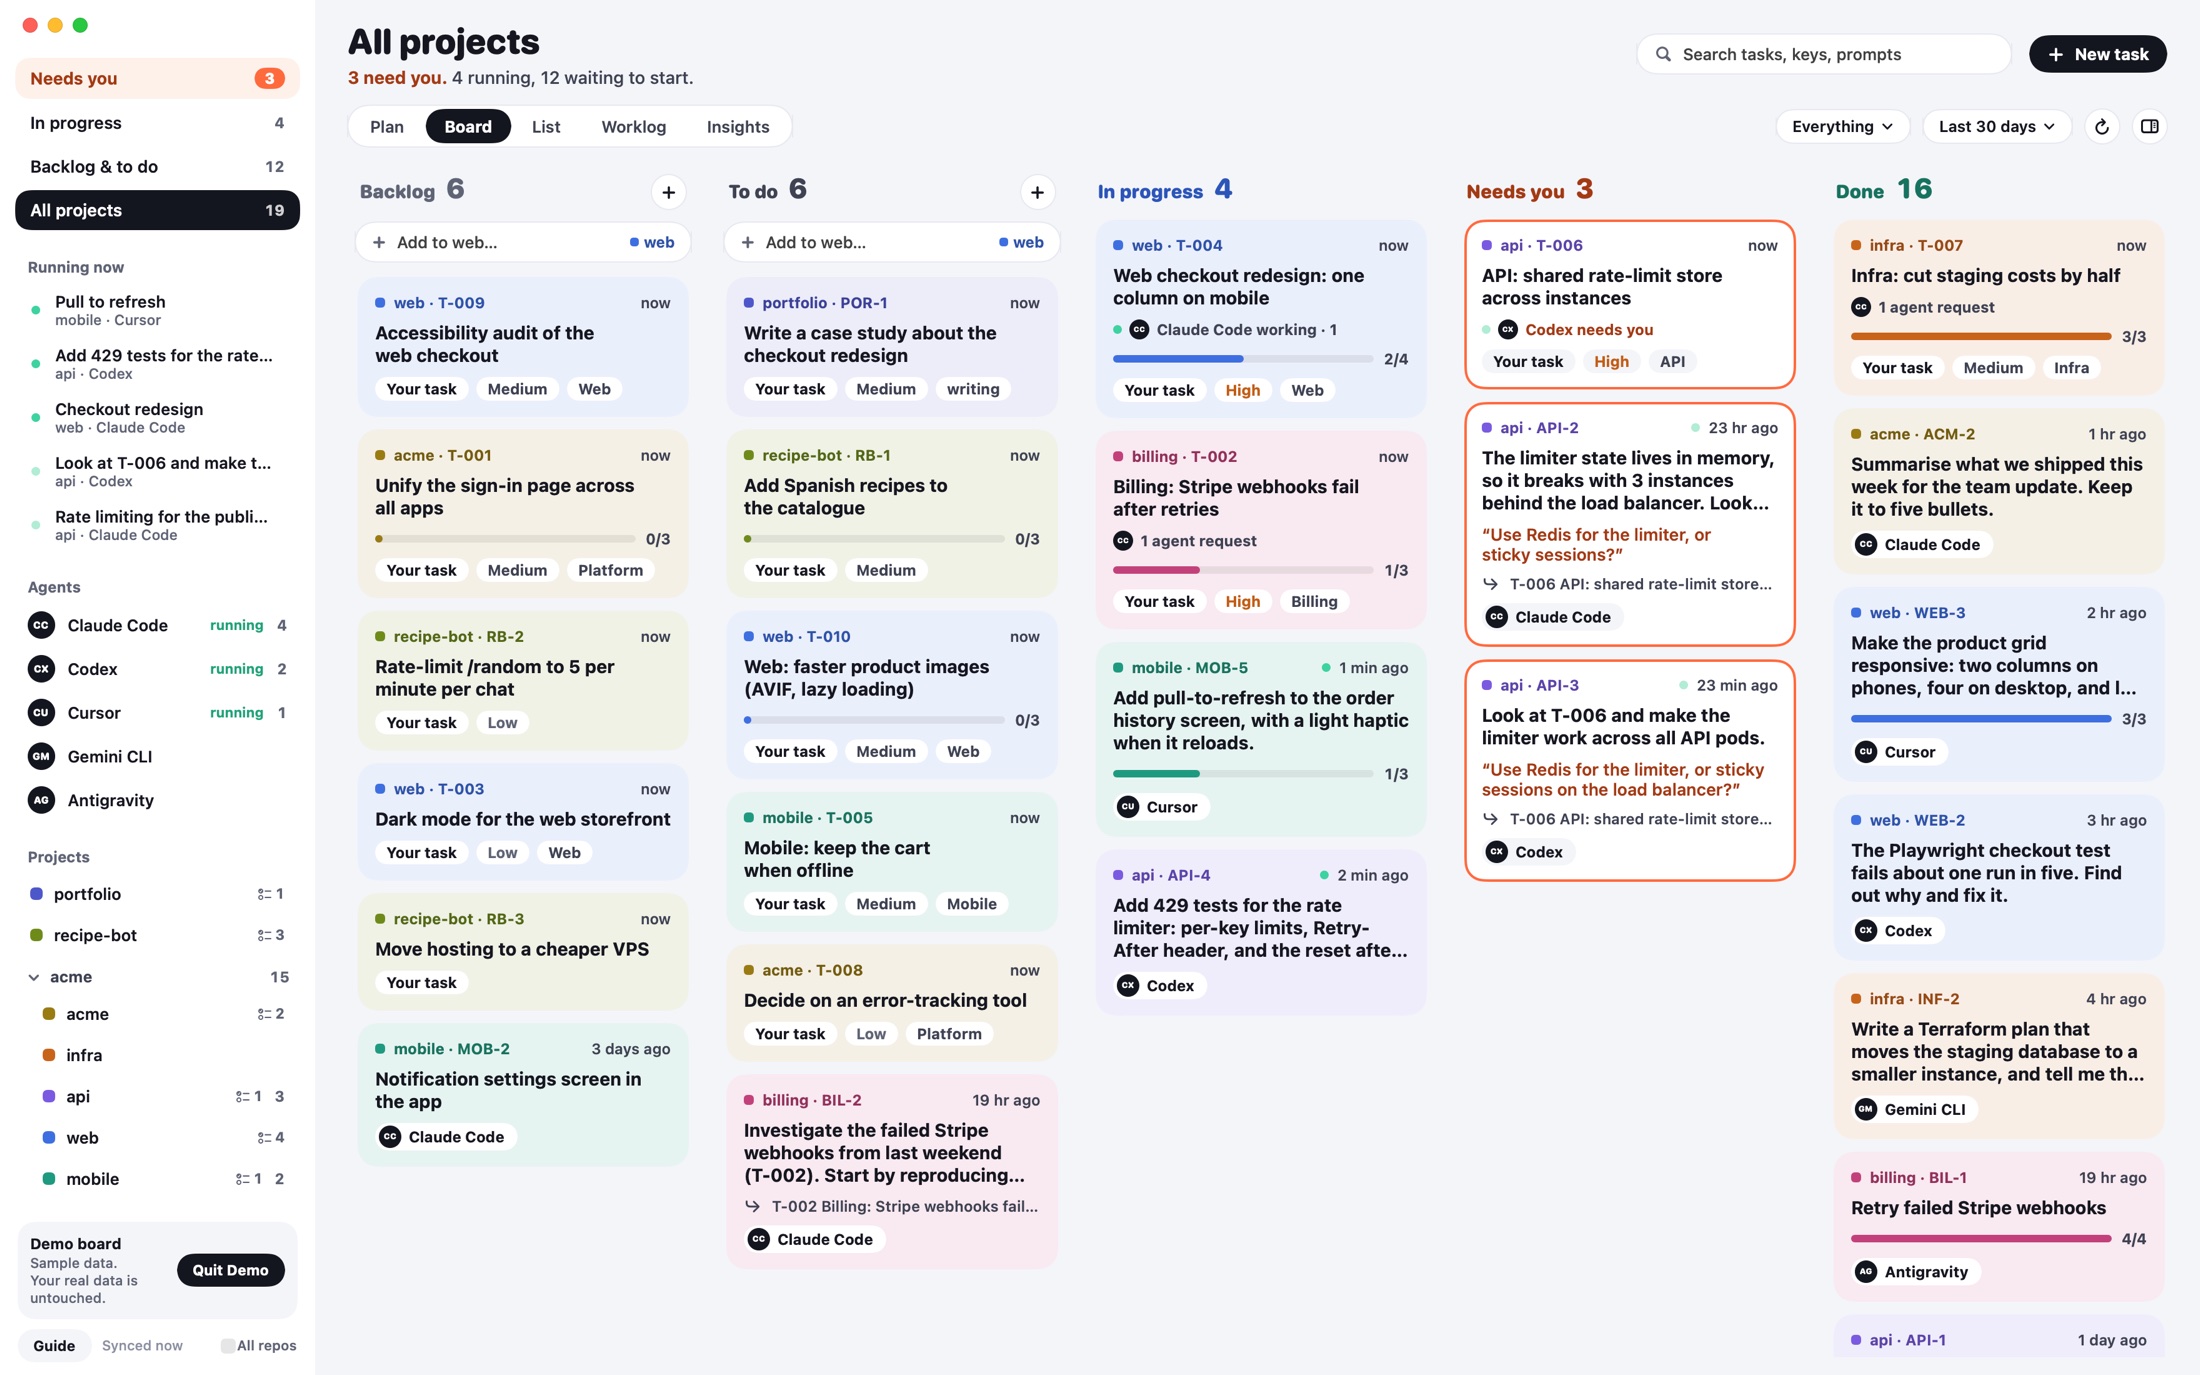 Needs you 3
In progress 4
Backlog & to do 12
All projects 19
Running now
Pull to refresh
mobile · Cursor
Add 429 tests for the rate...
api · Codex
Checkout redesign
web · Claude Code
Look at T-006 and make t...
api · Codex
Rate limiting for the publi...
api · Claude Code
Agents
CC Claude Code running 4
CX Codex running 2
CU Cursor running 1
GM Gemini CLI
AG Antigravity
Projects
portfolio 1
recipe-bot 3
acme 15
acme 2
infra
api 1 3
web 4
mobile 1 2
Demo board
Sample data.
Your real data is
untouched.
Quit Demo
Guide Synced now All repos
All projects
3 need you. 4 running, 12 waiting to start.
Search tasks, keys, prompts
+ New task
Plan Board List Worklog Insights
Everything Last 30 days
Backlog 6 +
+ Add to web... web
web · T-009 now
Accessibility audit of the
web checkout
Your task Medium Web
acme · T-001 now
Unify the sign-in page across
all apps
0/3
Your task Medium Platform
recipe-bot · RB-2 now
Rate-limit /random to 5 per
minute per chat
Your task Low
web · T-003 now
Dark mode for the web storefront
Your task Low Web
recipe-bot · RB-3 now
Move hosting to a cheaper VPS
Your task
mobile · MOB-2 3 days ago
Notification settings screen in
the app
CC Claude Code
To do 6 +
+ Add to web... web
portfolio · POR-1 now
Write a case study about the
checkout redesign
Your task Medium writing
recipe-bot · RB-1 now
Add Spanish recipes to
the catalogue
0/3
Your task Medium
web · T-010 now
Web: faster product images
(AVIF, lazy loading)
0/3
Your task Medium Web
mobile · T-005 now
Mobile: keep the cart
when offline
Your task Medium Mobile
acme · T-008 now
Decide on an error-tracking tool
Your task Low Platform
billing · BIL-2 19 hr ago
Investigate the failed Stripe
webhooks from last weekend
(T-002). Start by reproducing...
T-002 Billing: Stripe webhooks fail...
CC Claude Code
In progress 4
web · T-004 now
Web checkout redesign: one
column on mobile
CC Claude Code working · 1
2/4
Your task High Web
billing · T-002 now
Billing: Stripe webhooks fail
after retries
CC 1 agent request
1/3
Your task High Billing
mobile · MOB-5 1 min ago
Add pull-to-refresh to the order
history screen, with a light haptic
when it reloads.
1/3
CU Cursor
api · API-4 2 min ago
Add 429 tests for the rate
limiter: per-key limits, Retry-
After header, and the reset afte...
CX Codex
Needs you 3
api · T-006 now
API: shared rate-limit store
across instances
CX Codex needs you
Your task High API
api · API-2 23 hr ago
The limiter state lives in memory,
so it breaks with 3 instances
behind the load balancer. Look...
“Use Redis for the limiter, or
sticky sessions?”
T-006 API: shared rate-limit store...
CC Claude Code
api · API-3 23 min ago
Look at T-006 and make the
limiter work across all API pods.
“Use Redis for the limiter, or sticky
sessions on the load balancer?”
T-006 API: shared rate-limit store...
CX Codex
Done 16
infra · T-007 now
Infra: cut staging costs by half
CC 1 agent request
3/3
Your task Medium Infra
acme · ACM-2 1 hr ago
Summarise what we shipped this
week for the team update. Keep
it to five bullets.
CC Claude Code
web · WEB-3 2 hr ago
Make the product grid
responsive: two columns on
phones, four on desktop, and l...
3/3
CU Cursor
web · WEB-2 3 hr ago
The Playwright checkout test
fails about one run in five. Find
out why and fix it.
CX Codex
infra · INF-2 4 hr ago
Write a Terraform plan that
moves the staging database to a
smaller instance, and tell me th...
GM Gemini CLI
billing · BIL-1 19 hr ago
Retry failed Stripe webhooks
4/4
AG Antigravity
api · API-1 1 day ago